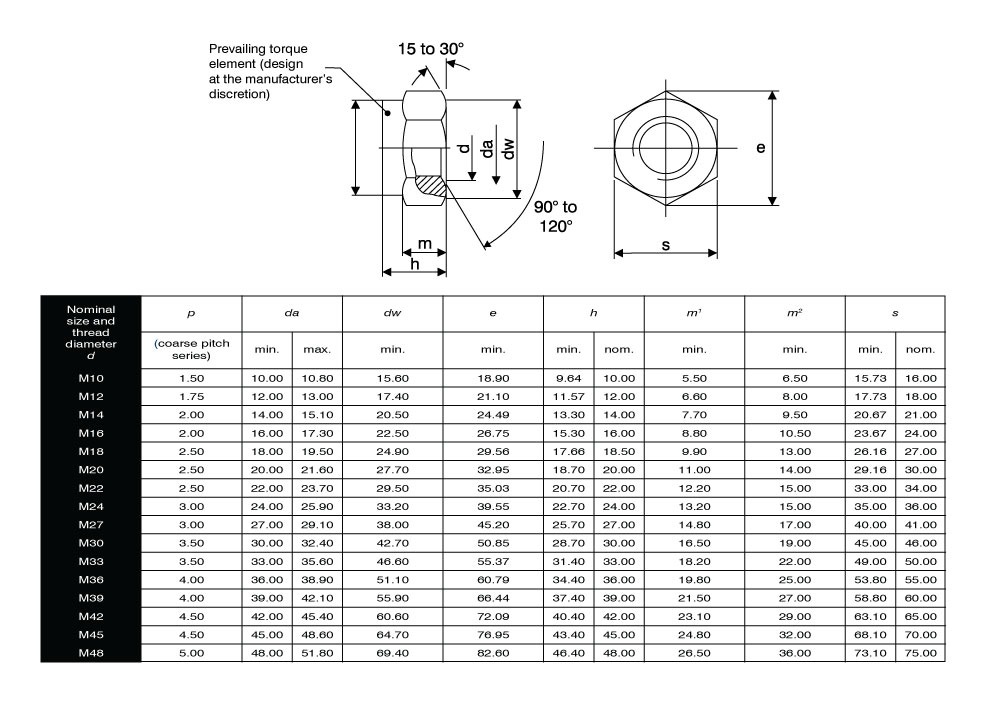 Prevailing torque
element (design
at the manufacturer's
discretion)
15 to 30°
d
da
dw
e
90° to
120°
m
h
s
Nominal
size and
thread
diameter
d
p da dw e h m¹ m² s
(coarse pitch
series)
min. max. min. min. min. nom. min. min. min. nom.
M10 1.50 10.00 10.80 15.60 18.90 9.64 10.00 5.50 6.50 15.73 16.00
M12 1.75 12.00 13.00 17.40 21.10 11.57 12.00 6.60 8.00 17.73 18.00
M14 2.00 14.00 15.10 20.50 24.49 13.30 14.00 7.70 9.50 20.67 21.00
M16 2.00 16.00 17.30 22.50 26.75 15.30 16.00 8.80 10.50 23.67 24.00
M18 2.50 18.00 19.50 24.90 29.56 17.66 18.50 9.90 13.00 26.16 27.00
M20 2.50 20.00 21.60 27.70 32.95 18.70 20.00 11.00 14.00 29.16 30.00
M22 2.50 22.00 23.70 29.50 35.03 20.70 22.00 12.20 15.00 33.00 34.00
M24 3.00 24.00 25.90 33.20 39.55 22.70 24.00 13.20 15.00 35.00 36.00
M27 3.00 27.00 29.10 38.00 45.20 25.70 27.00 14.80 17.00 40.00 41.00
M30 3.50 30.00 32.40 42.70 50.85 28.70 30.00 16.50 19.00 45.00 46.00
M33 3.50 33.00 35.60 46.60 55.37 31.40 33.00 18.20 22.00 49.00 50.00
M36 4.00 36.00 38.90 51.10 60.79 34.40 36.00 19.80 25.00 53.80 55.00
M39 4.00 39.00 42.10 55.90 66.44 37.40 39.00 21.50 27.00 58.80 60.00
M42 4.50 42.00 45.40 60.60 72.09 40.40 42.00 23.10 29.00 63.10 65.00
M45 4.50 45.00 48.60 64.70 76.95 43.40 45.00 24.80 32.00 68.10 70.00
M48 5.00 48.00 51.80 69.40 82.60 46.40 48.00 26.50 36.00 73.10 75.00